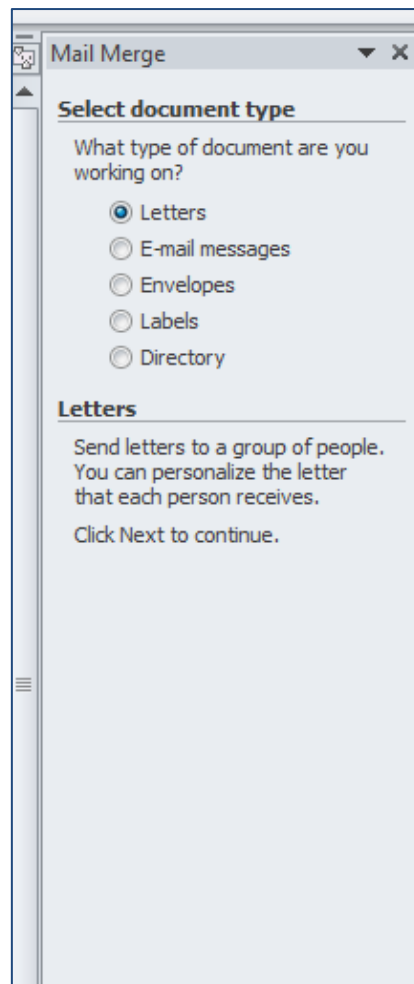 Mail Merge
Select document type
What type of document are you
working on?
Letters
E-mail messages
Envelopes
Labels
Directory
Letters
Send letters to a group of people.
You can personalize the letter
that each person receives.
Click Next to continue.